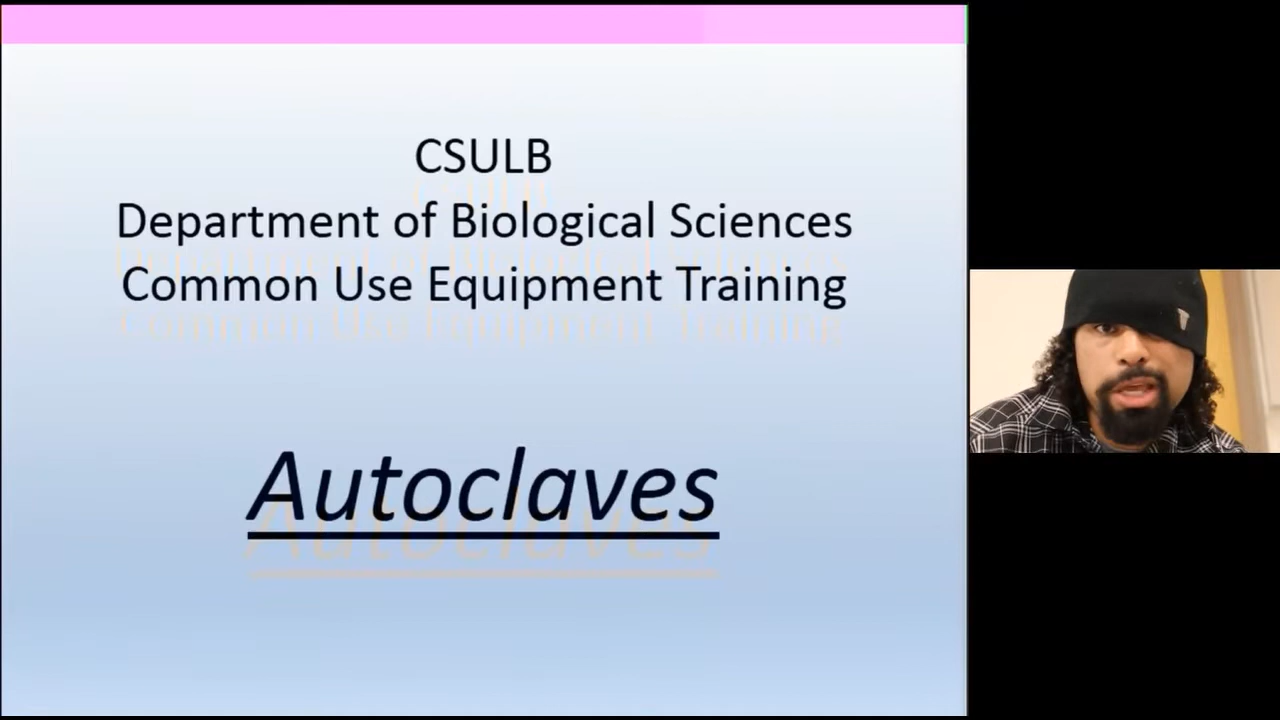 CSULB
Department of Biological Sciences
Common Use Equipment Training
Autoclaves